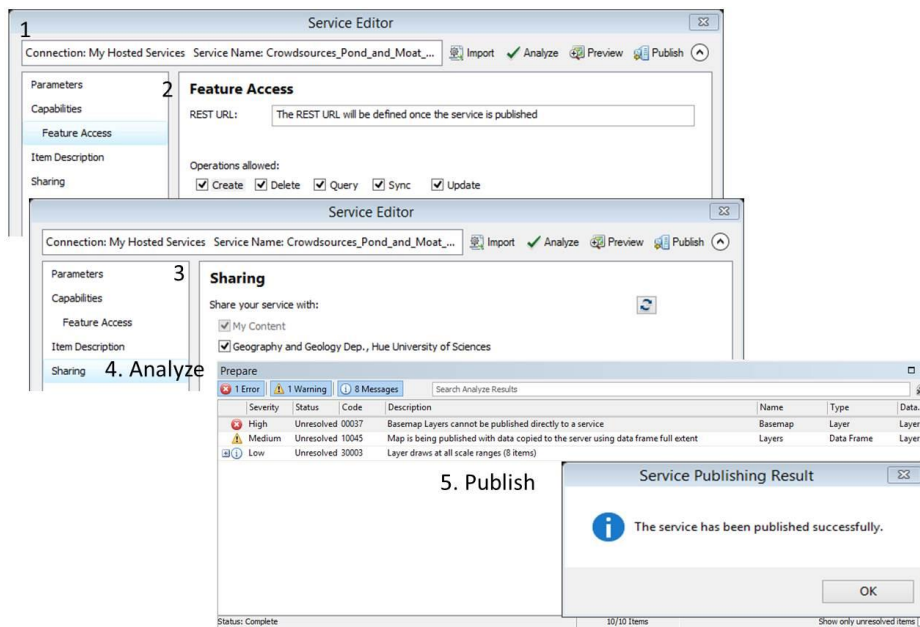 Service Editor
1
Connection: My Hosted Services Service Name: Crowdsources_Pond_and_Moat_... Import Analyze Preview Publish
Parameters
Capabilities
Feature Access
Item Description
Sharing
2
Feature Access
REST URL: The REST URL will be defined once the service is published
Operations allowed:
Create Delete Query Sync Update
Service Editor
Connection: My Hosted Services Service Name: Crowdsources_Pond_and_Moat_... Import Analyze Preview Publish
Parameters
Capabilities
Feature Access
Item Description
Sharing
3
Sharing
Share your service with:
My Content
Geography and Geology Dep., Hue University of Sciences
4. Analyze
Prepare
1 Error 1 Warning 8 Messages Search Analyze Results
Severity Status Code Description Name Type Data.
High Unresolved 00037 Basemap Layers cannot be published directly to a service Basemap Layer Layer
Medium Unresolved 10045 Map is being published with data copied to the server using data frame full extent Layers Data Frame Layer
Low Unresolved 30003 Layer draws at all scale ranges (8 items)
5. Publish
Service Publishing Result
The service has been published successfully.
OK
Status: Complete 10/10 Items Show only unresolved items